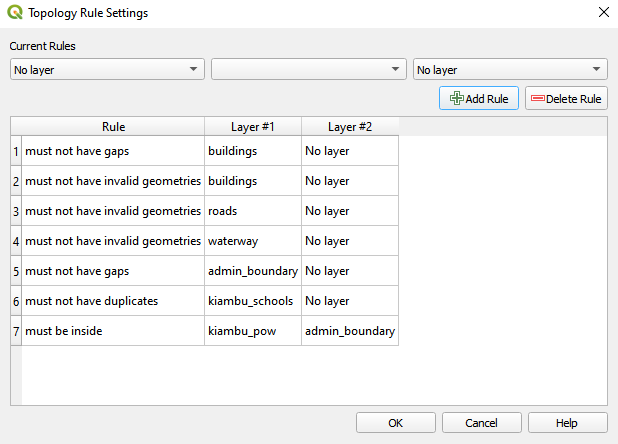 Topology Rule Settings
Current Rules
No layer No layer
Add Rule Delete Rule
Rule Layer #1 Layer #2
1 must not have gaps buildings No layer
2 must not have invalid geometries buildings No layer
3 must not have invalid geometries roads No layer
4 must not have invalid geometries waterway No layer
5 must not have gaps admin_boundary No layer
6 must not have duplicates kiambu_schools No layer
7 must be inside kiambu_pow admin_boundary
OK Cancel Help